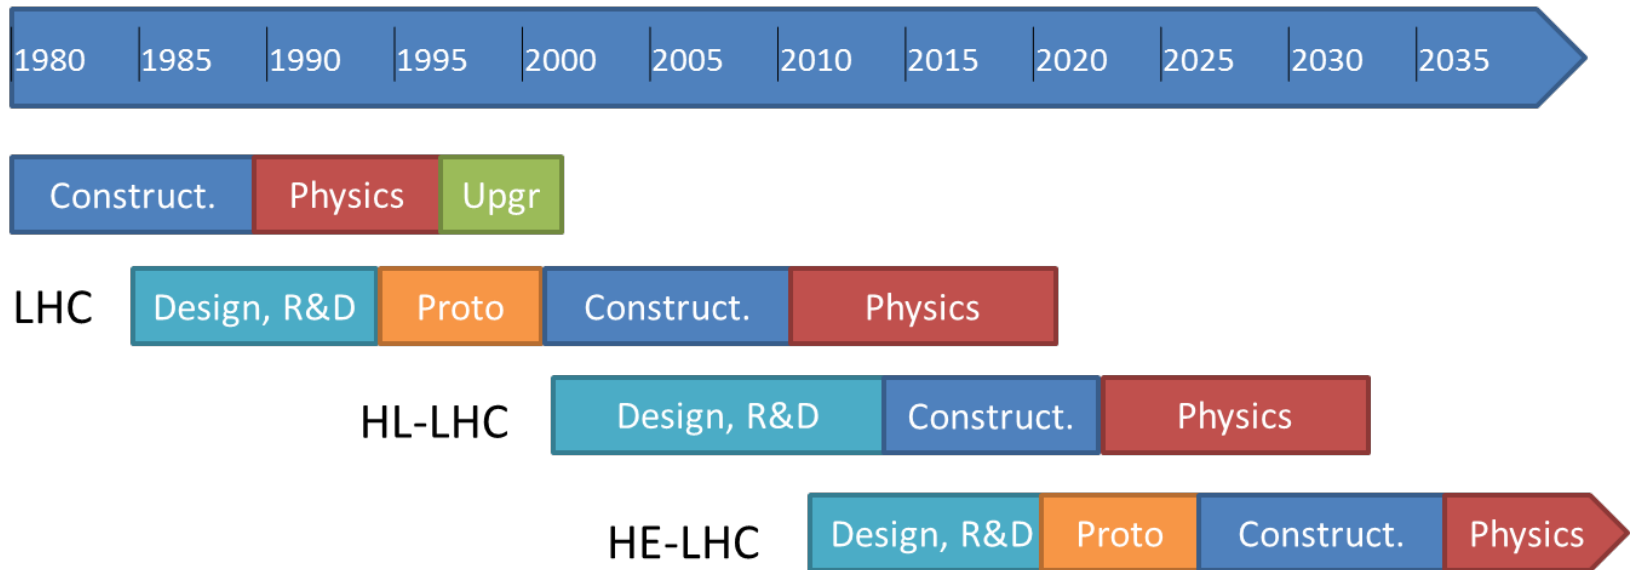 1980 1985 1990 1995 2000 2005 2010 2015 2020 2025 2030 2035
Construct. Physics Upgr
LHC Design, R&D Proto Construct. Physics
HL-LHC Design, R&D Construct. Physics
HE-LHC Design, R&D Proto Construct. Physics